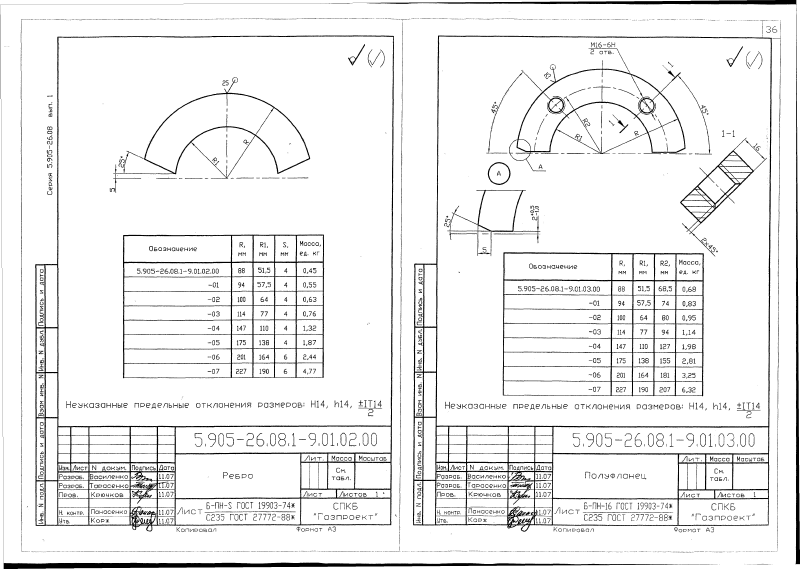 36
Серия 5.905-26.08 вып. 1
25
25°
5
R1
R
Обозначение R, мм R1, мм S, мм Масса, ед. кг
5.905-26.08.1-9.01.02.00 88 51,5 4 0,45
-01 94 57,5 4 0,55
-02 100 64 4 0,63
-03 114 77 4 0,76
-04 147 110 4 1,32
-05 175 138 4 1,87
-06 201 164 6 2,44
-07 227 190 6 4,77
Неуказанные предельные отклонения размеров: H14, h14, ±IT14
2
5.905-26.08.1-9.01.02.00
Изм. Лист N докум. Подпись Дата
Разраб. Василенко 11.07
Разраб. Тарасенко 11.07
Пров. Крючков 11.07
Н. контр. Панасенко 11.07
Утв. Корж 11.07
Ребро
Лит. Масса Масштаб
См. табл.
Лист Листов 1
Лист Б-ПН-S ГОСТ 19903-74*
С235 ГОСТ 27772-88*
СПКБ
"Газпроект"
Копировал Формат А3
Инв. N подл. Подпись и дата Взам. инв. N Инв. N дубл. Подпись и дата
M16-6H
2 отв.
25
45°
45°
R2
R1
R
1
1
А
А
1-1
16
2x45°
25°
5
2 +0,5
-1,0
Обозначение R, мм R1, мм R2, мм Масса, ед. кг
5.905-26.08.1-9.01.03.00 88 51,5 68,5 0,68
-01 94 57,5 74 0,83
-02 100 64 80 0,95
-03 114 77 94 1,14
-04 147 110 127 1,98
-05 175 138 155 2,81
-06 201 164 181 3,25
-07 227 190 207 6,32
Неуказанные предельные отклонения размеров: H14, h14, ±IT14
2
5.905-26.08.1-9.01.03.00
Изм. Лист N докум. Подпись Дата
Разраб. Василенко 11.07
Разраб. Тарасенко 11.07
Пров. Крючков 11.07
Н. контр. Панасенко 11.07
Утв. Корж 11.07
Полуфланец
Лит. Масса Масштаб
См. табл.
Лист Листов 1
Лист Б-ПН-16 ГОСТ 19903-74*
С235 ГОСТ 27772-88*
СПКБ
"Газпроект"
Копировал Формат А3
Инв. N подл. Подпись и дата Взам. инв. N Инв. N дубл. Подпись и дата